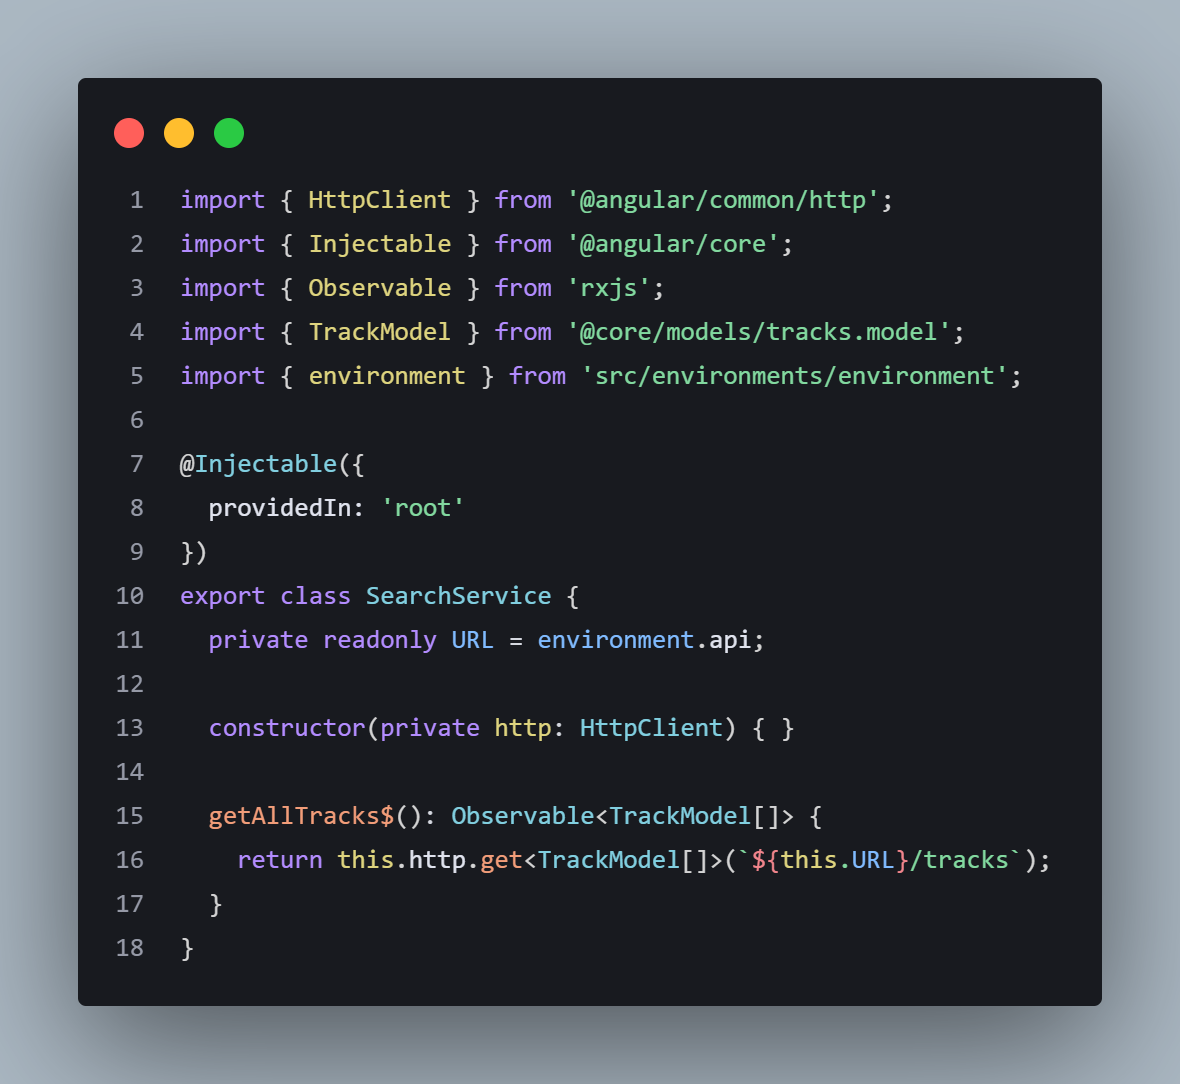 1 import { HttpClient } from '@angular/common/http';
2 import { Injectable } from '@angular/core';
3 import { Observable } from 'rxjs';
4 import { TrackModel } from '@core/models/tracks.model';
5 import { environment } from 'src/environments/environment';
6
7 @Injectable({
8   providedIn: 'root'
9 })
10 export class SearchService {
11   private readonly URL = environment.api;
12
13   constructor(private http: HttpClient) { }
14
15   getAllTracks$(): Observable<TrackModel[]> {
16     return this.http.get<TrackModel[]>(`${this.URL}/tracks`);
17   }
18 }